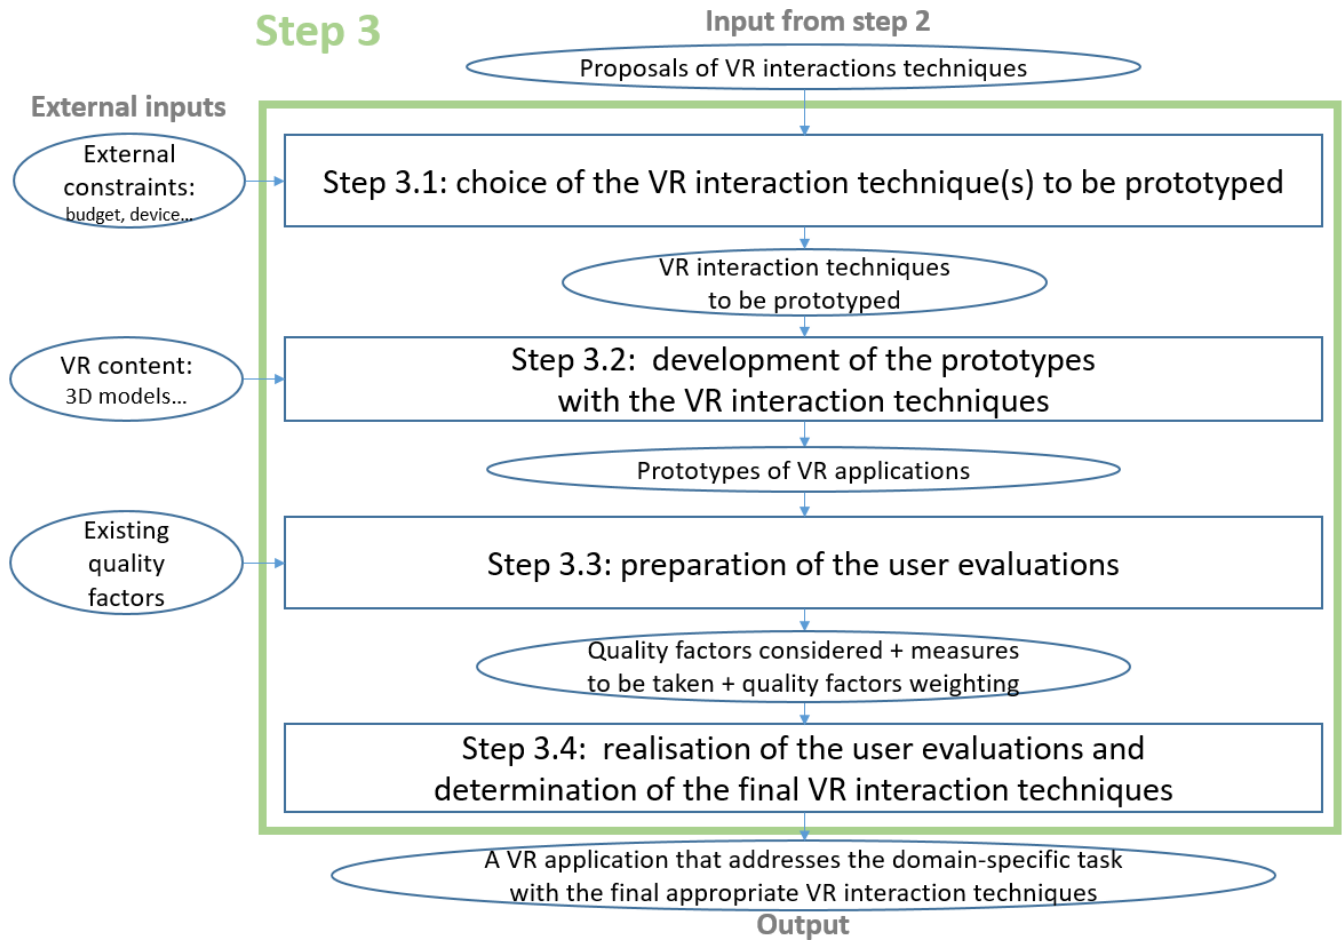 Step 3
Input from step 2
Proposals of VR interactions techniques
External inputs
External
constraints:
budget, device...
Step 3.1: choice of the VR interaction technique(s) to be prototyped
VR interaction techniques
to be prototyped
VR content:
3D models...
Step 3.2:  development of the prototypes
with the VR interaction techniques
Prototypes of VR applications
Existing
quality
factors
Step 3.3: preparation of the user evaluations
Quality factors considered + measures
to be taken + quality factors weighting
Step 3.4:  realisation of the user evaluations and
determination of the final VR interaction techniques
A VR application that addresses the domain-specific task
with the final appropriate VR interaction techniques
Output